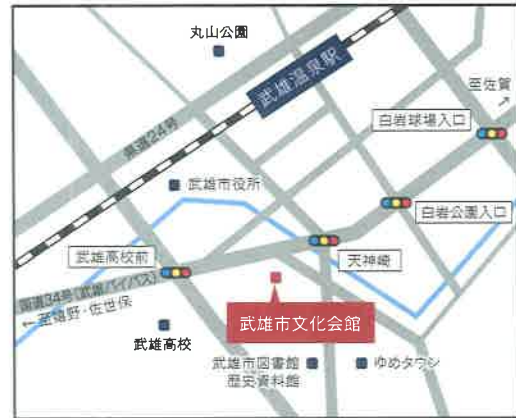 丸山公園
武雄温泉駅
至佐賀
↗
白岩球場入口
県道24号
武雄市役所
白岩公園入口
武雄高校前
天神崎
国道34号(武雄バイパス)
←至嬉野・佐世保
武雄市文化会館
武雄高校
武雄市図書館
歴史資料館
ゆめタウン